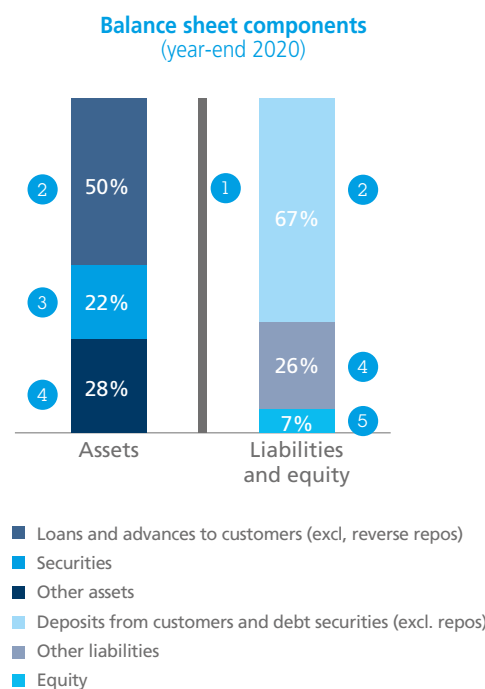 Balance sheet components
(year-end 2020)
2
50%
1
67%
2
3
22%
26%
4
4
28%
7%
5
Assets
Liabilities
and equity
Loans and advances to customers (excl, reverse repos)
Securities
Other assets
Deposits from customers and debt securities (excl. repos)
Other liabilities
Equity